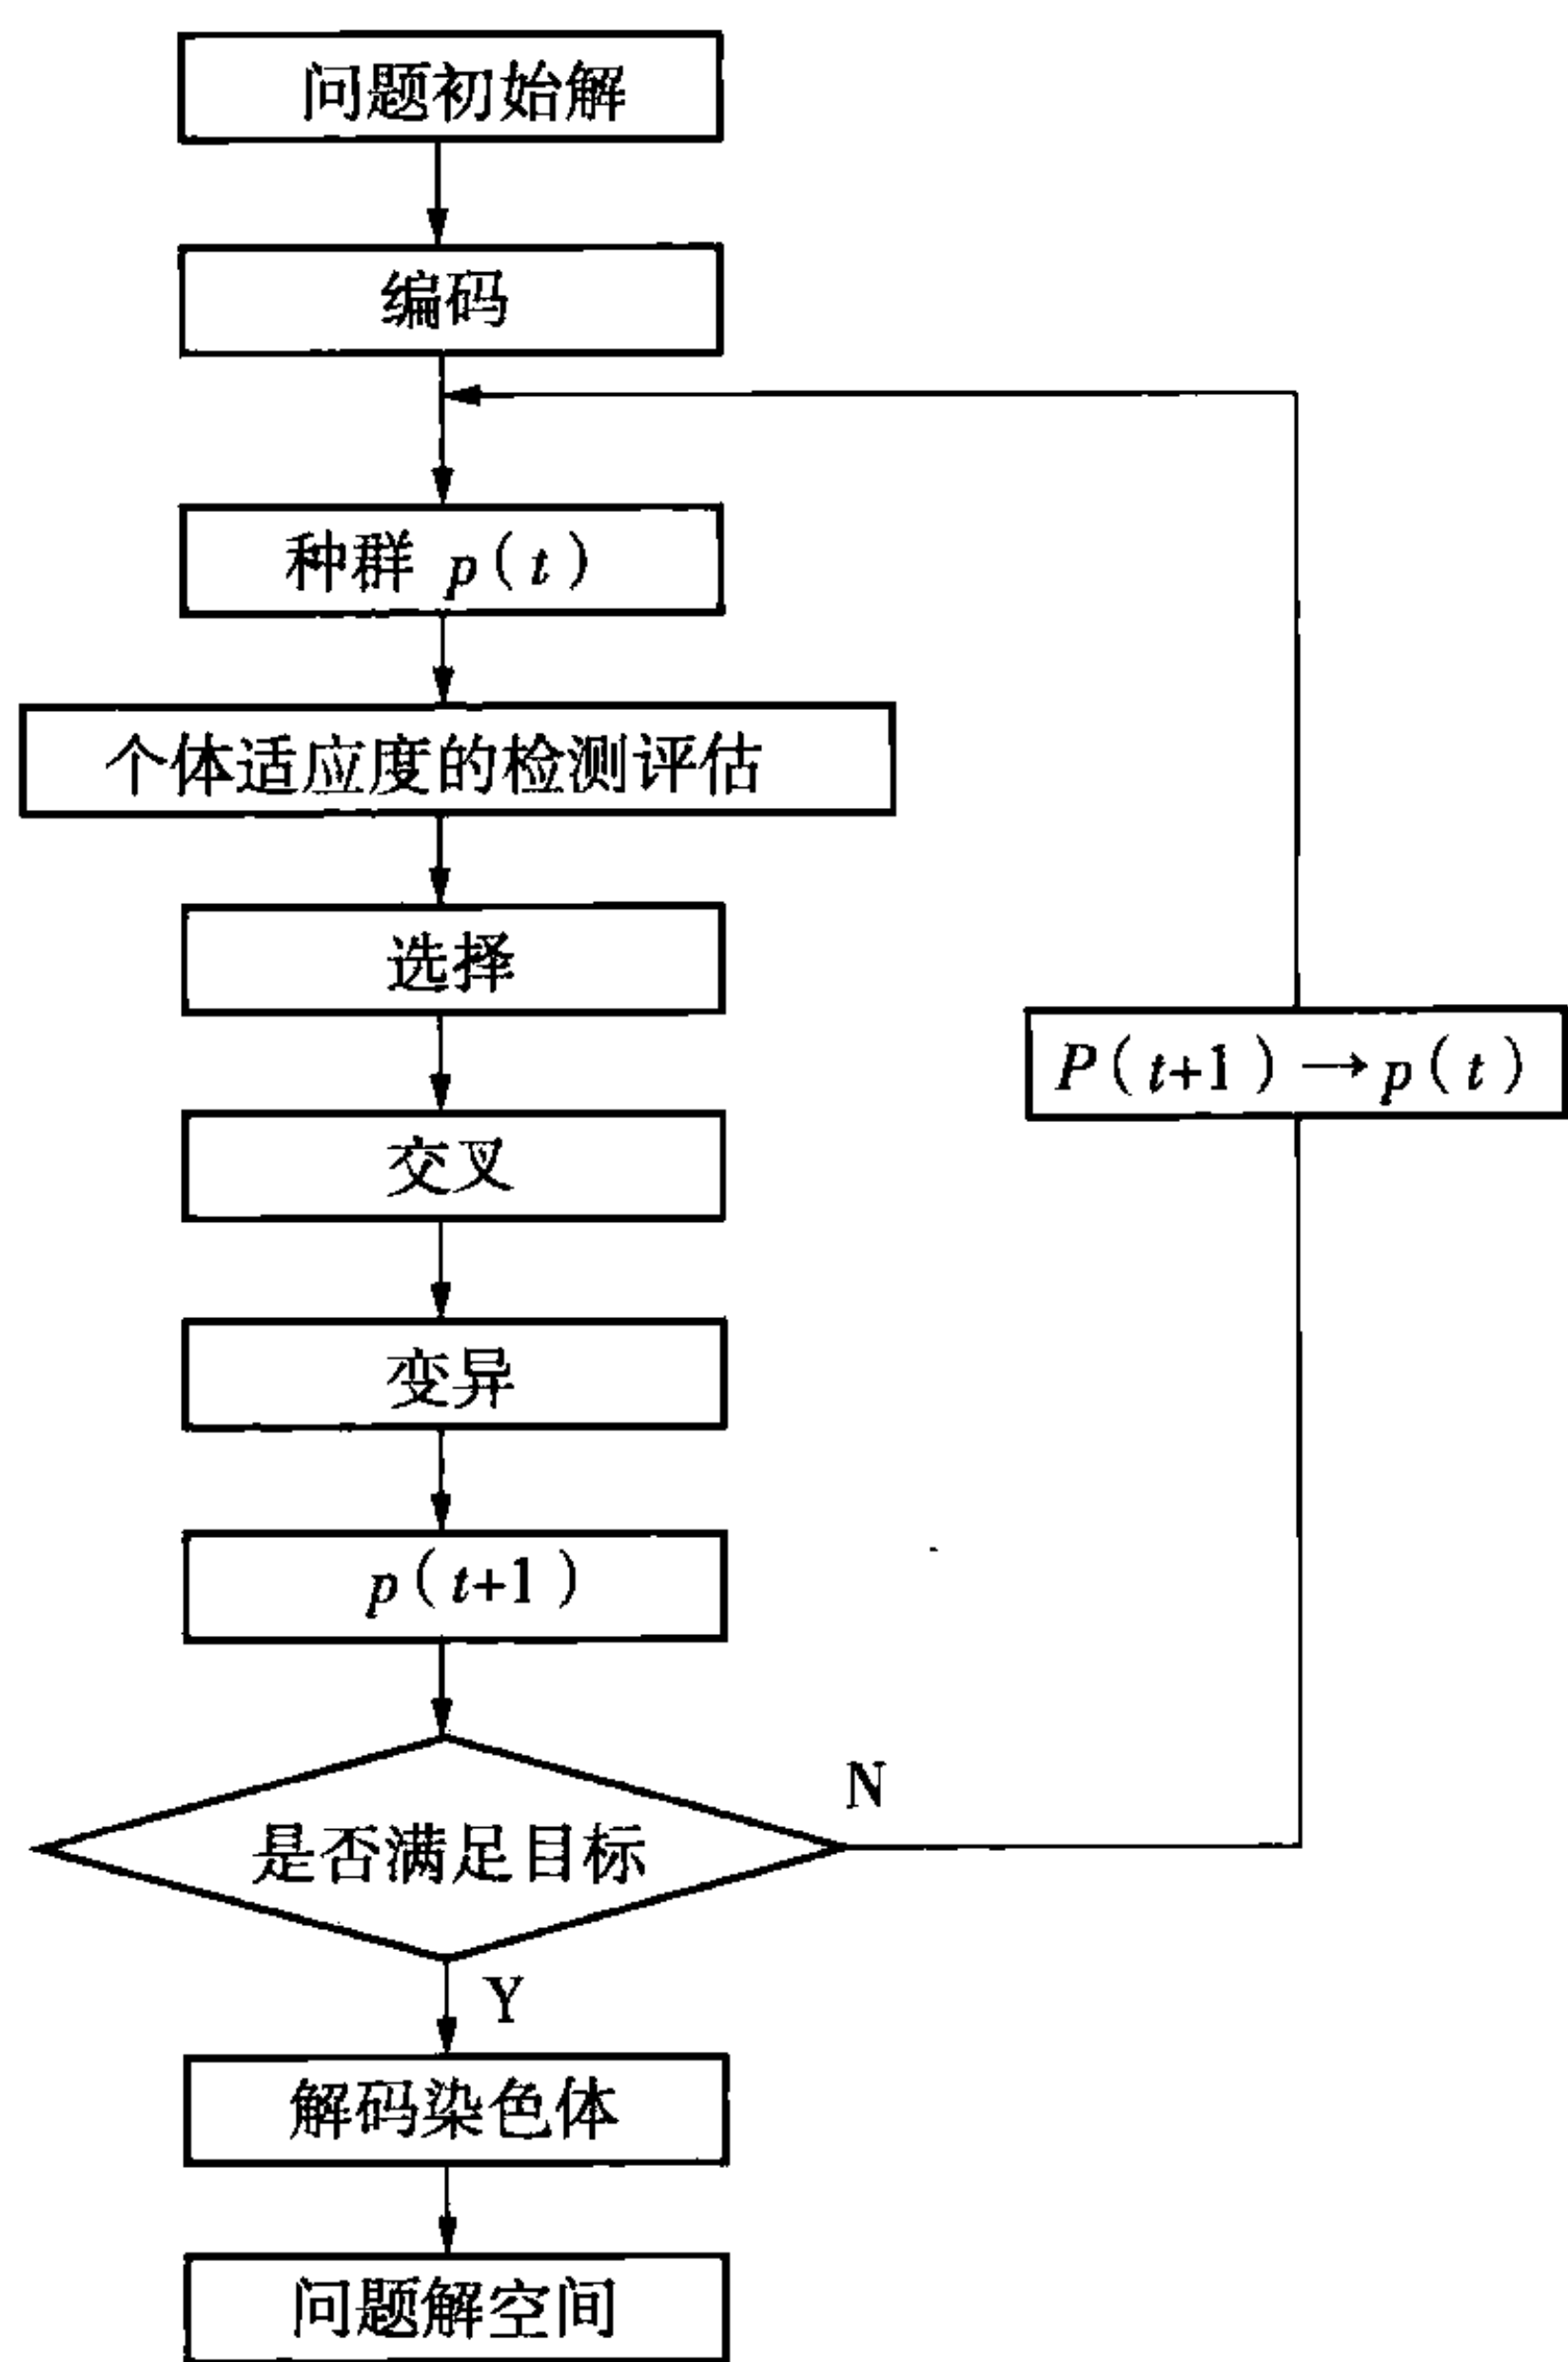 问题初始解
编码
种群 p(t)
个体适应度的检测评估
选择
交叉
变异
P(t+1)→p(t)
p(t+1)
是否满足目标
N
Y
解码染色体
问题解空间